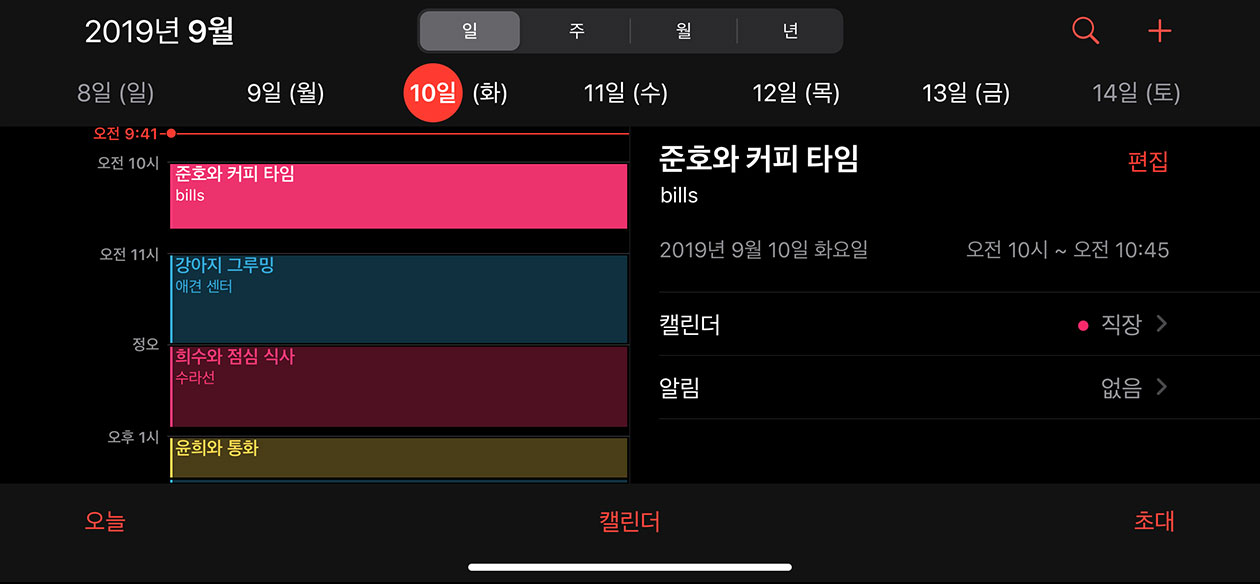 2019년 9월
일 주 월 년
8일 (일) 9일 (월) 10일 (화) 11일 (수) 12일 (목) 13일 (금) 14일 (토)
오전 9:41
오전 10시
준호와 커피 타임
bills
오전 11시
강아지 그루밍
애견 센터
정오
희수와 점심 식사
수라선
오후 1시
윤희와 통화
준호와 커피 타임
편집
bills
2019년 9월 10일 화요일 오전 10시 ~ 오전 10:45
캘린더 직장
알림 없음
오늘 캘린더 초대